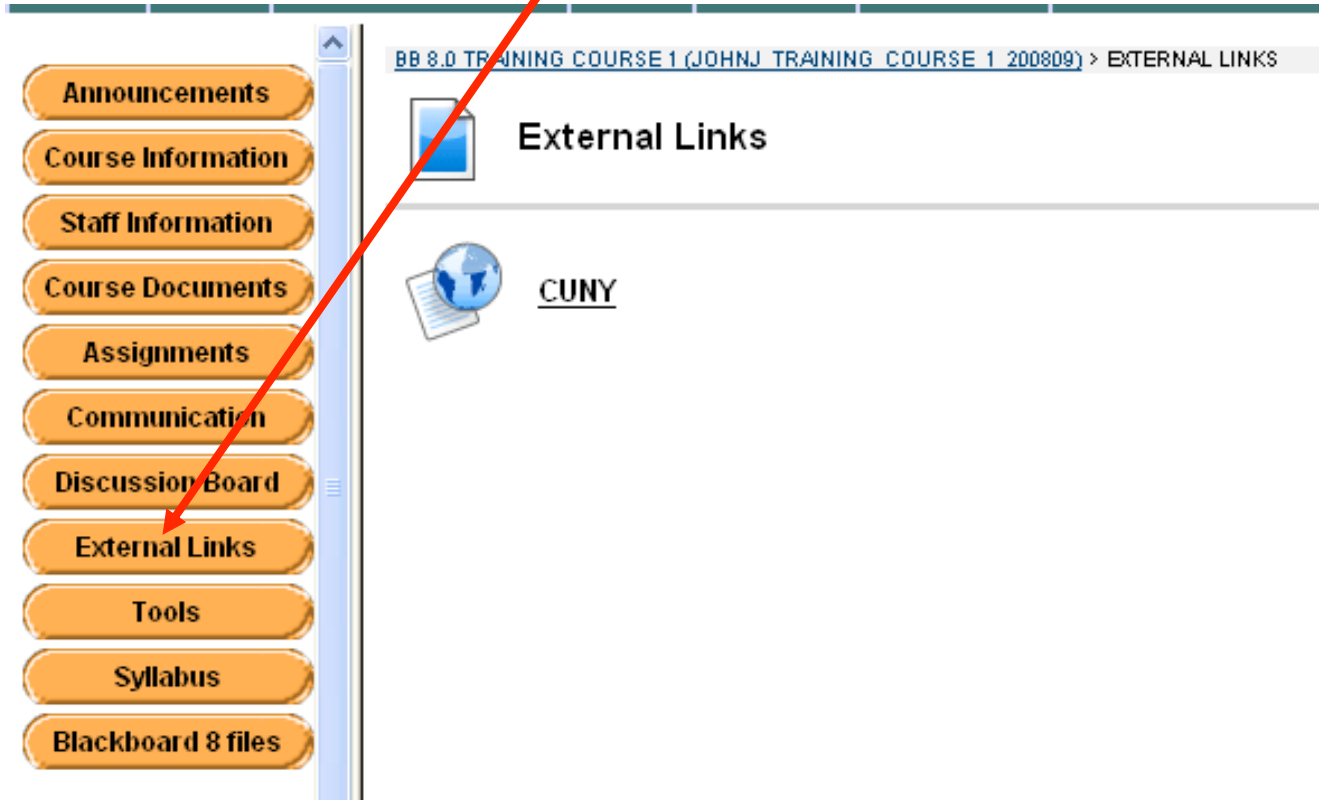 BB 8.0 TRAINING COURSE 1 (JOHNJ_TRAINING_COURSE_1_200809) > EXTERNAL LINKS
External Links
CUNY
Announcements
Course Information
Staff Information
Course Documents
Assignments
Communication
Discussion Board
External Links
Tools
Syllabus
Blackboard 8 files